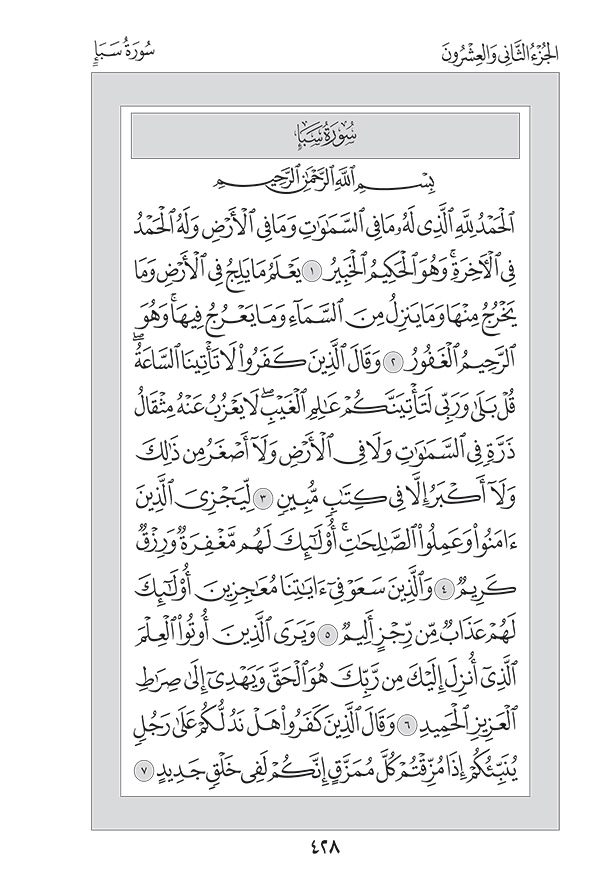 الجُزْءُ الثَّانِي وَالعِشْرُونَ
سُورَةُ سَبَإٍ
سُورَةُ سَبَإٍ
بِسْمِ ٱللَّهِ ٱلرَّحْمَٰنِ ٱلرَّحِيمِ
ٱلْحَمْدُ لِلَّهِ ٱلَّذِى لَهُۥ مَا فِى ٱلسَّمَٰوَٰتِ وَمَا فِى ٱلْأَرْضِ وَلَهُ ٱلْحَمْدُ
فِى ٱلْأٓخِرَةِۚ وَهُوَ ٱلْحَكِيمُ ٱلْخَبِيرُ ١ يَعْلَمُ مَا يَلِجُ فِى ٱلْأَرْضِ وَمَا
يَخْرُجُ مِنْهَا وَمَا يَنزِلُ مِنَ ٱلسَّمَآءِ وَمَا يَعْرُجُ فِيهَاۚ وَهُوَ
ٱلرَّحِيمُ ٱلْغَفُورُ ٢ وَقَالَ ٱلَّذِينَ كَفَرُوا۟ لَا تَأْتِينَا ٱلسَّاعَةُۖ
قُلْ بَلَىٰ وَرَبِّى لَتَأْتِيَنَّكُمْ عَٰلِمِ ٱلْغَيْبِۖ لَا يَعْزُبُ عَنْهُ مِثْقَالُ
ذَرَّةٍ فِى ٱلسَّمَٰوَٰتِ وَلَا فِى ٱلْأَرْضِ وَلَآ أَصْغَرُ مِن ذَٰلِكَ
وَلَآ أَكْبَرُ إِلَّا فِى كِتَٰبٍ مُّبِينٍ ٣ لِّيَجْزِىَ ٱلَّذِينَ
ءَامَنُوا۟ وَعَمِلُوا۟ ٱلصَّٰلِحَٰتِۚ أُو۟لَٰٓئِكَ لَهُم مَّغْفِرَةٌ وَرِزْقٌ
كَرِيمٌ ٤ وَٱلَّذِينَ سَعَوْ فِىٓ ءَايَٰتِنَا مُعَٰجِزِينَ أُو۟لَٰٓئِكَ
لَهُمْ عَذَابٌ مِّن رِّجْزٍ أَلِيمٌ ٥ وَيَرَى ٱلَّذِينَ أُوتُوا۟ ٱلْعِلْمَ
ٱلَّذِىٓ أُنزِلَ إِلَيْكَ مِن رَّبِّكَ هُوَ ٱلْحَقَّ وَيَهْدِىٓ إِلَىٰ صِرَٰطِ
ٱلْعَزِيزِ ٱلْحَمِيدِ ٦ وَقَالَ ٱلَّذِينَ كَفَرُوا۟ هَلْ نَدُلُّكُمْ عَلَىٰ رَجُلٍ
يُنَبِّئُكُمْ إِذَا مُزِّقْتُمْ كُلَّ مُمَزَّقٍ إِنَّكُمْ لَفِى خَلْقٍ جَدِيدٍ ٧
٤٢٨